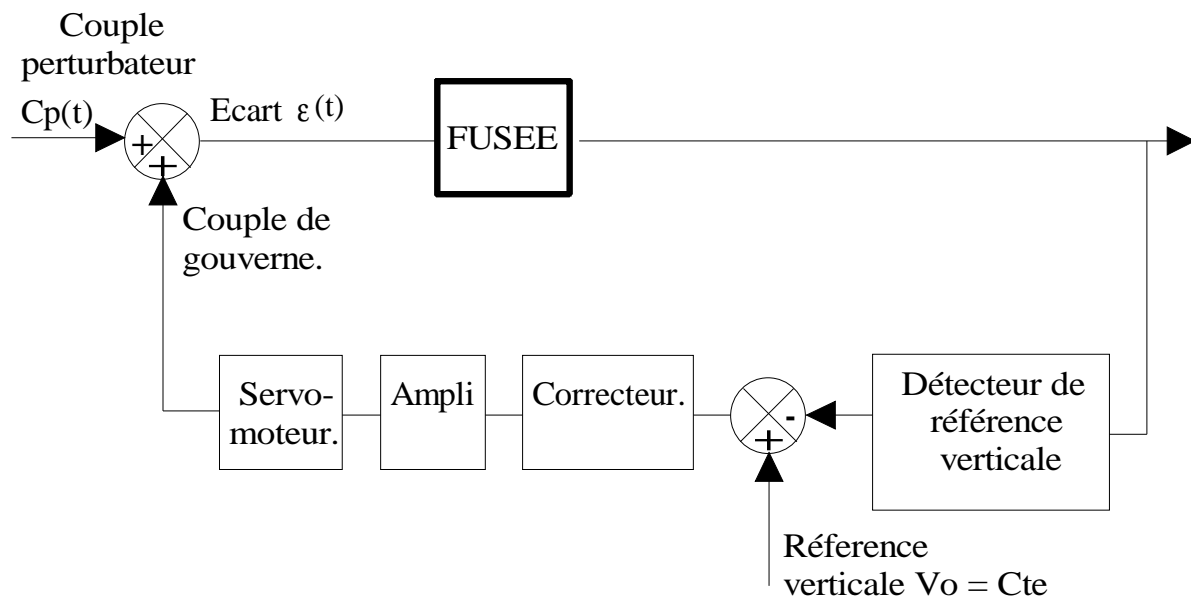 Couple
perturbateur
Cp(t)
+
+
Ecart ε(t)
FUSEE
Couple de
gouverne.
Servo-
moteur.
Ampli
Correcteur.
-
+
Détecteur de
référence
verticale
Réference
verticale Vo = Cte